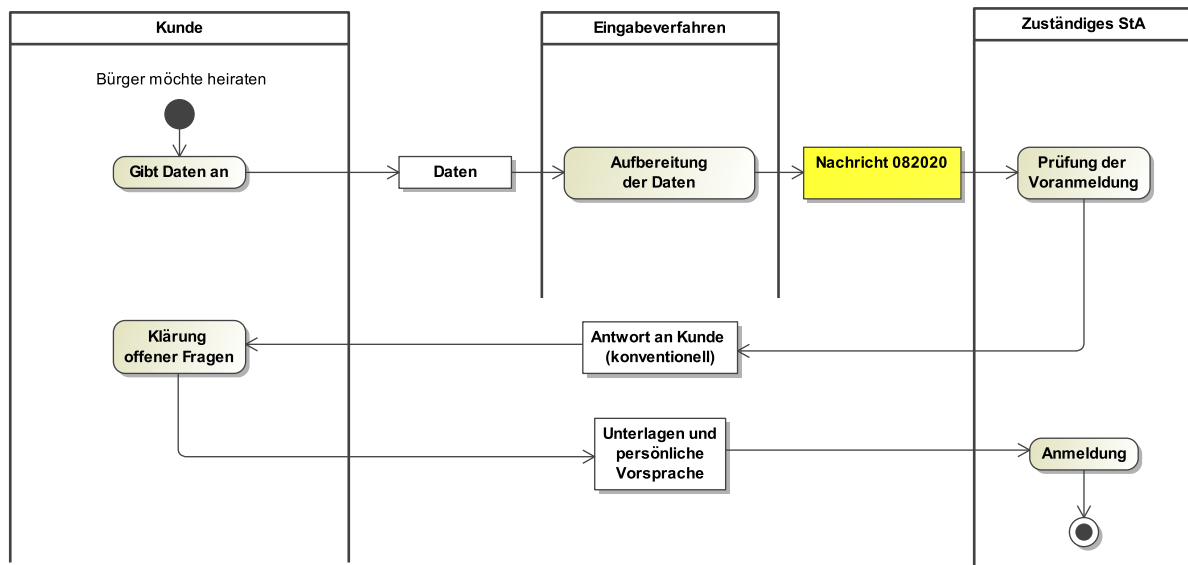 Kunde
Eingabeverfahren
Zuständiges StA
Bürger möchte heiraten
Gibt Daten an
Daten
Aufbereitung
der Daten
Nachricht 082020
Prüfung der
Voranmeldung
Klärung
offener Fragen
Antwort an Kunde
(konventionell)
Unterlagen und
persönliche
Vorsprache
Anmeldung